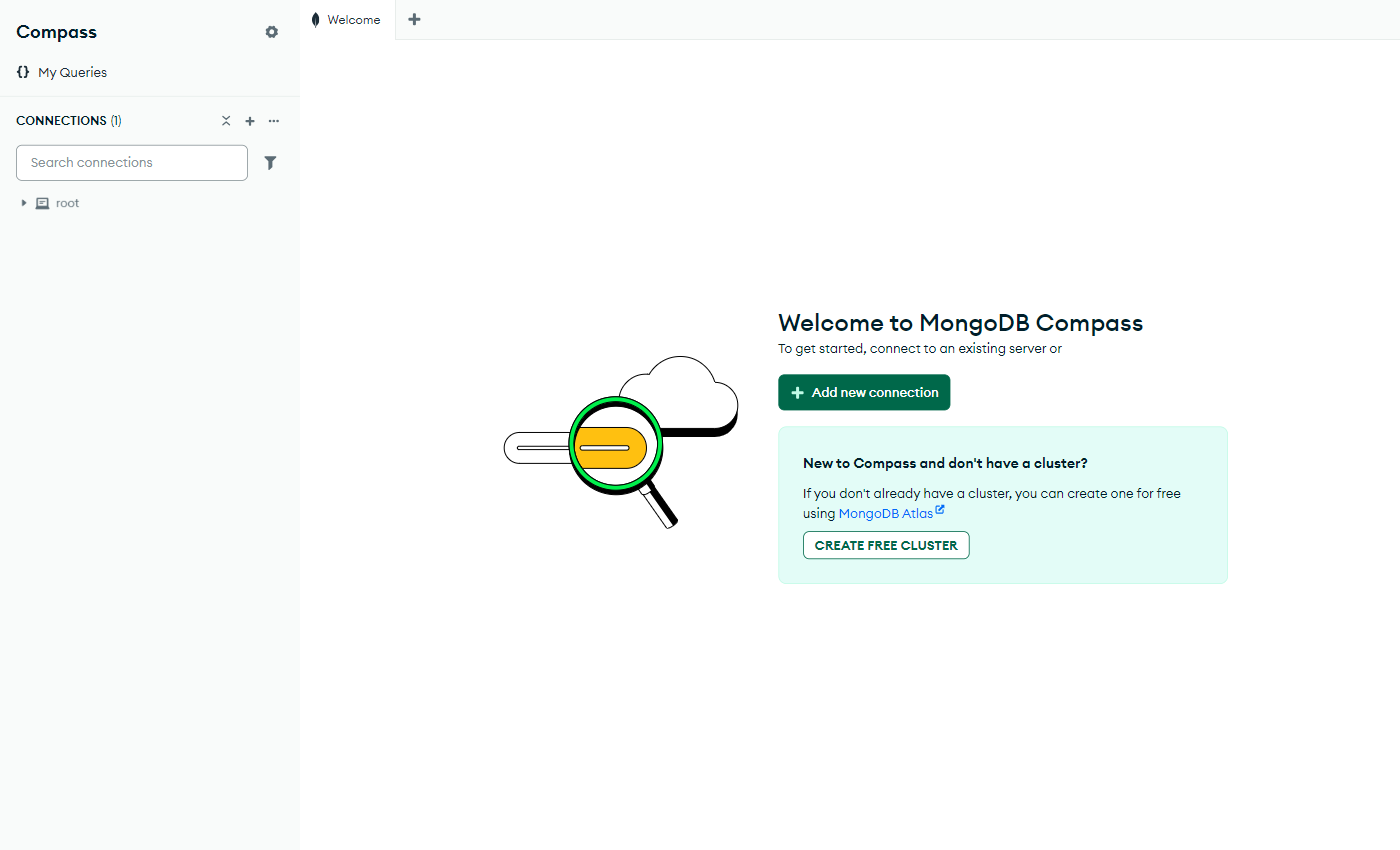 Compass
My Queries
CONNECTIONS (1)
Search connections
root
Welcome
Welcome to MongoDB Compass
To get started, connect to an existing server or
Add new connection
New to Compass and don't have a cluster?
If you don't already have a cluster, you can create one for free
using MongoDB Atlas
CREATE FREE CLUSTER